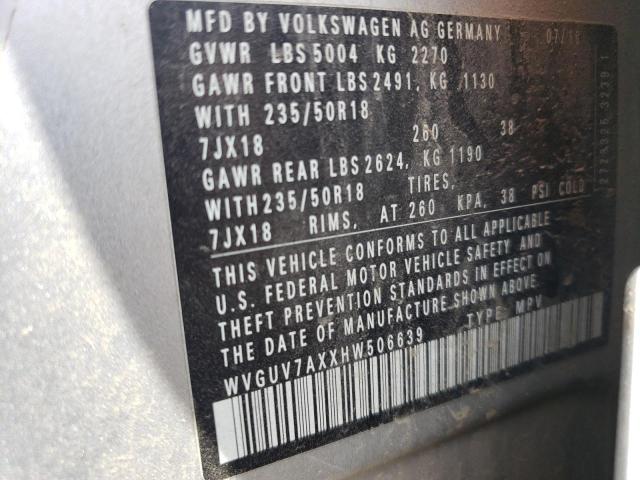 MFD BY VOLKSWAGEN AG GERMANY 07/16
GVWR LBS 5004 KG 2270
GAWR FRONT LBS 2491, KG 1130
WITH 235/50R18
7JX18 260 38
GAWR REAR LBS 2624, KG 1190
WITH 235/50R18 TIRES,
7JX18 RIMS, AT 260 KPA, 38 PSI COLD
THIS VEHICLE CONFORMS TO ALL APPLICABLE
U.S. FEDERAL MOTOR VEHICLE SAFETY AND
THEFT PREVENTION STANDARDS IN EFFECT ON
THE DATE OF MANUFACTURE SHOWN ABOVE.
WVGUV7AXXHW506639 TYPE: MPV